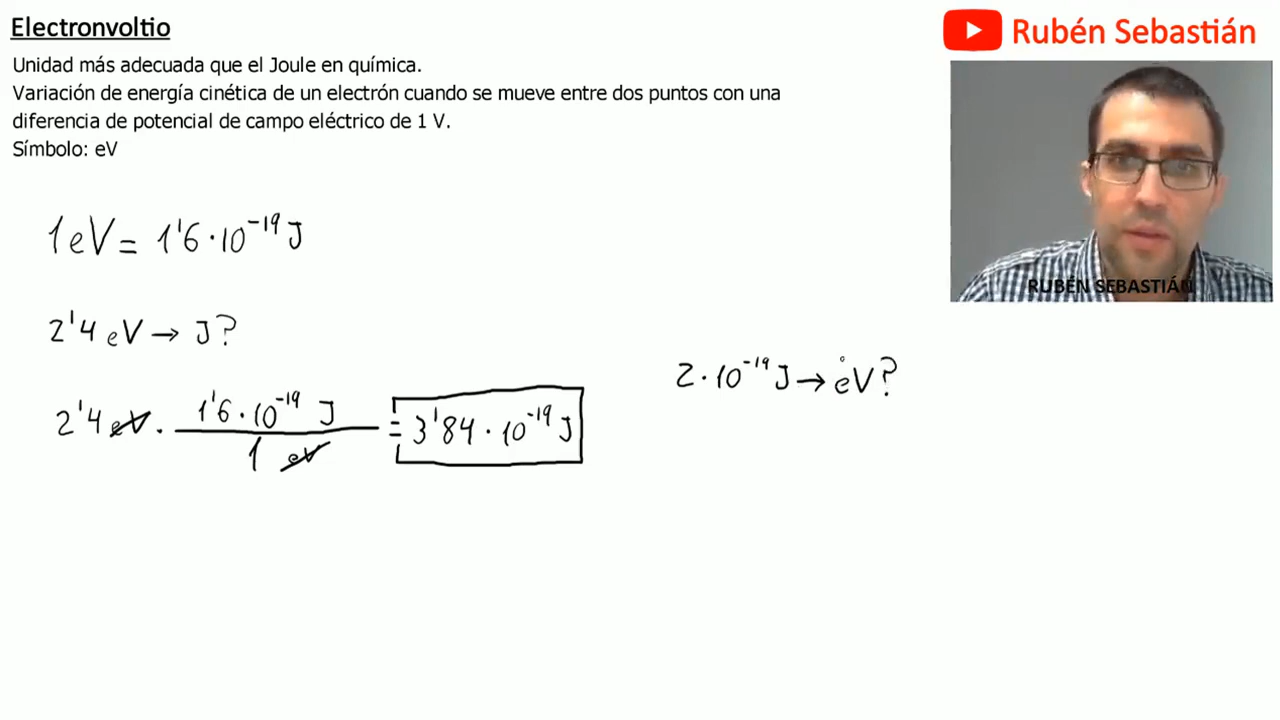 Electronvoltio
Rubén Sebastián
Unidad más adecuada que el Joule en química.
Variación de energía cinética de un electrón cuando se mueve entre dos puntos con una
diferencia de potencial de campo eléctrico de 1 V.
Símbolo: eV
RUBÉN SEBASTIÁN
1 eV = 1'6 · 10⁻¹⁹ J
2'4 eV → J?
2'4 eV · 1'6 · 10⁻¹⁹ J / 1 eV = 3'84 · 10⁻¹⁹ J
2 · 10⁻¹⁹ J → eV?